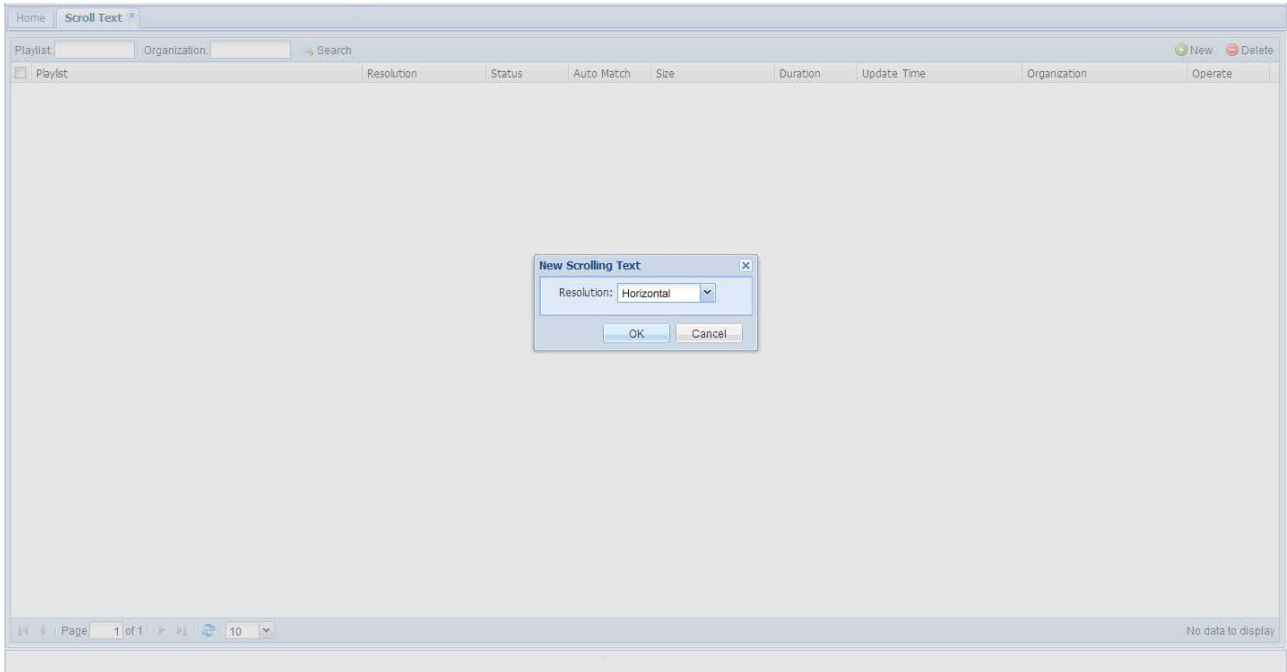 Home Scroll Text
Playlist: Organization: Search New Delete
Playlist Resolution Status Auto Match Size Duration Update Time Organization Operate
New Scrolling Text
Resolution: Horizontal
OK Cancel
Page 1 of 1 10 No data to display